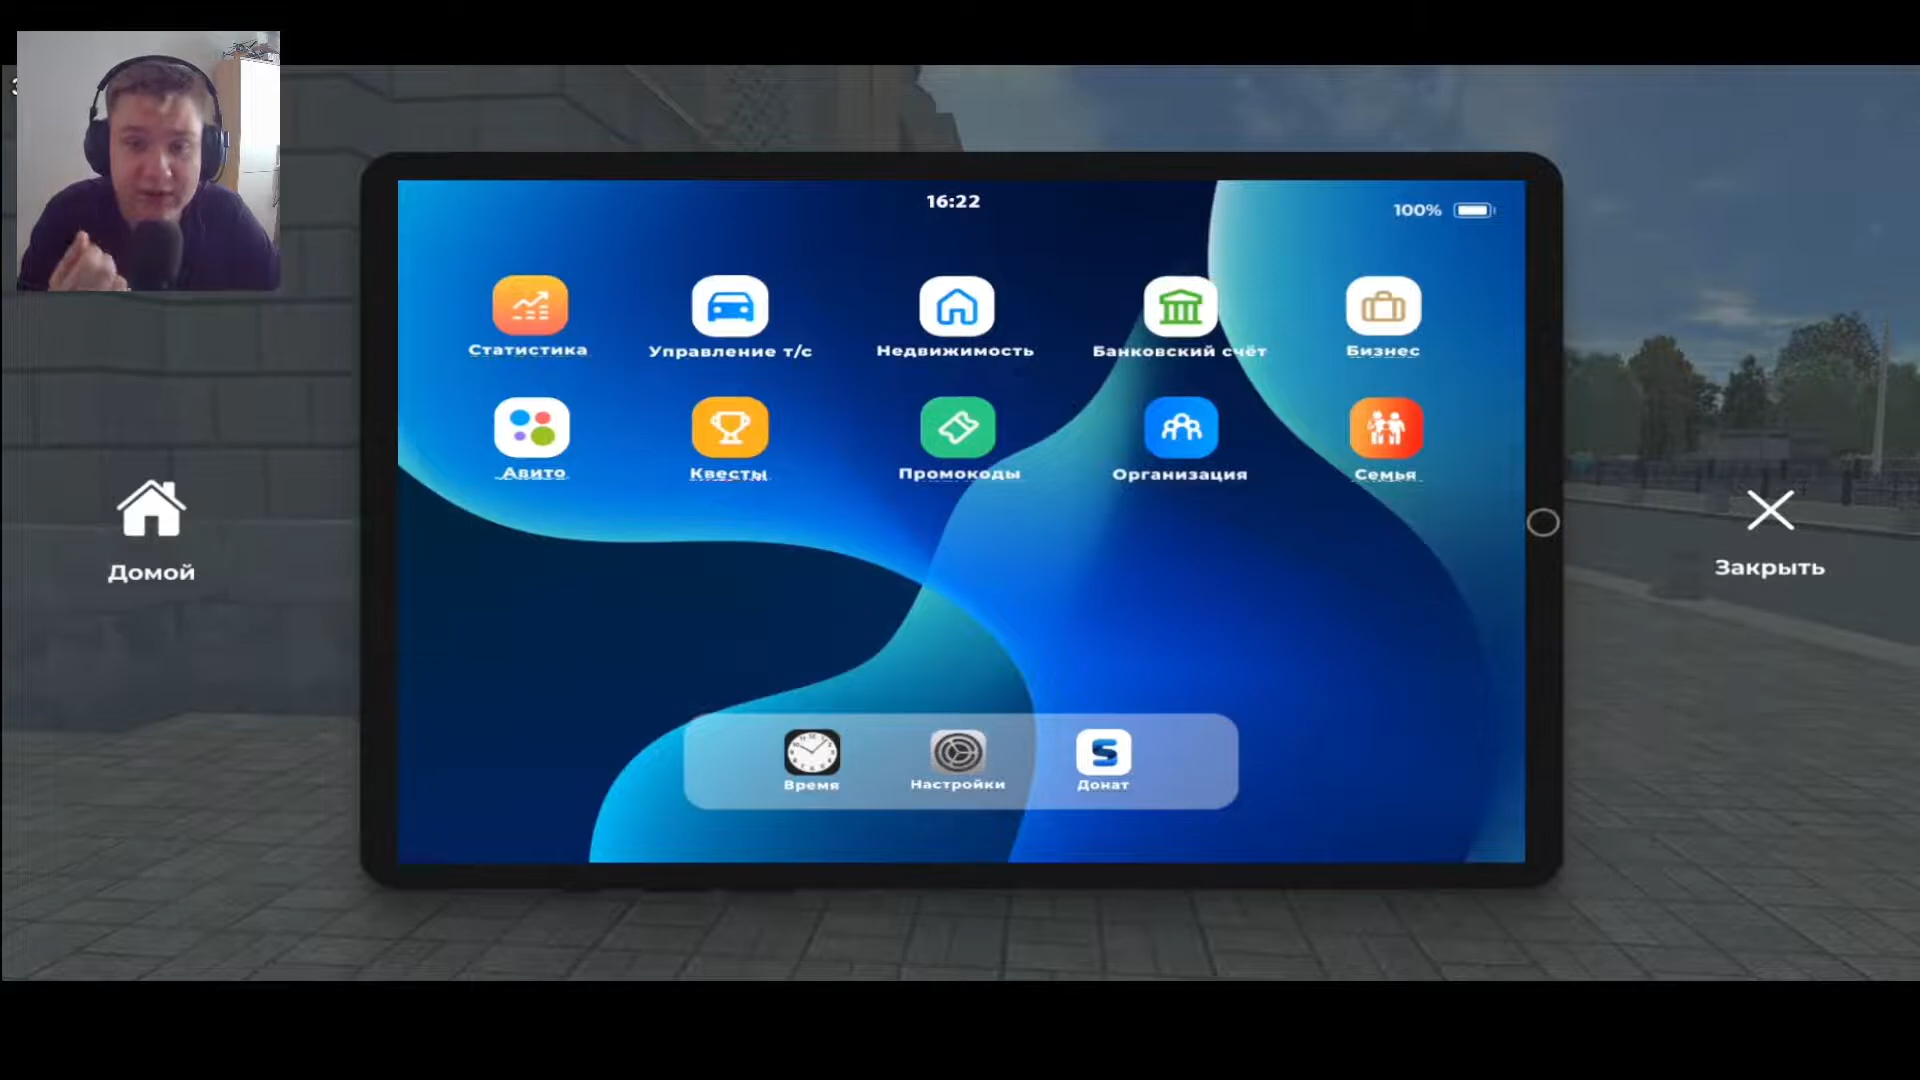 16:22
100%
Статистика
Управление т/с
Недвижимость
Банковский счёт
Бизнес
Авито
Квесты
Промокоды
Организация
Семья
Домой
Закрыть
Время
Настройки
Донат